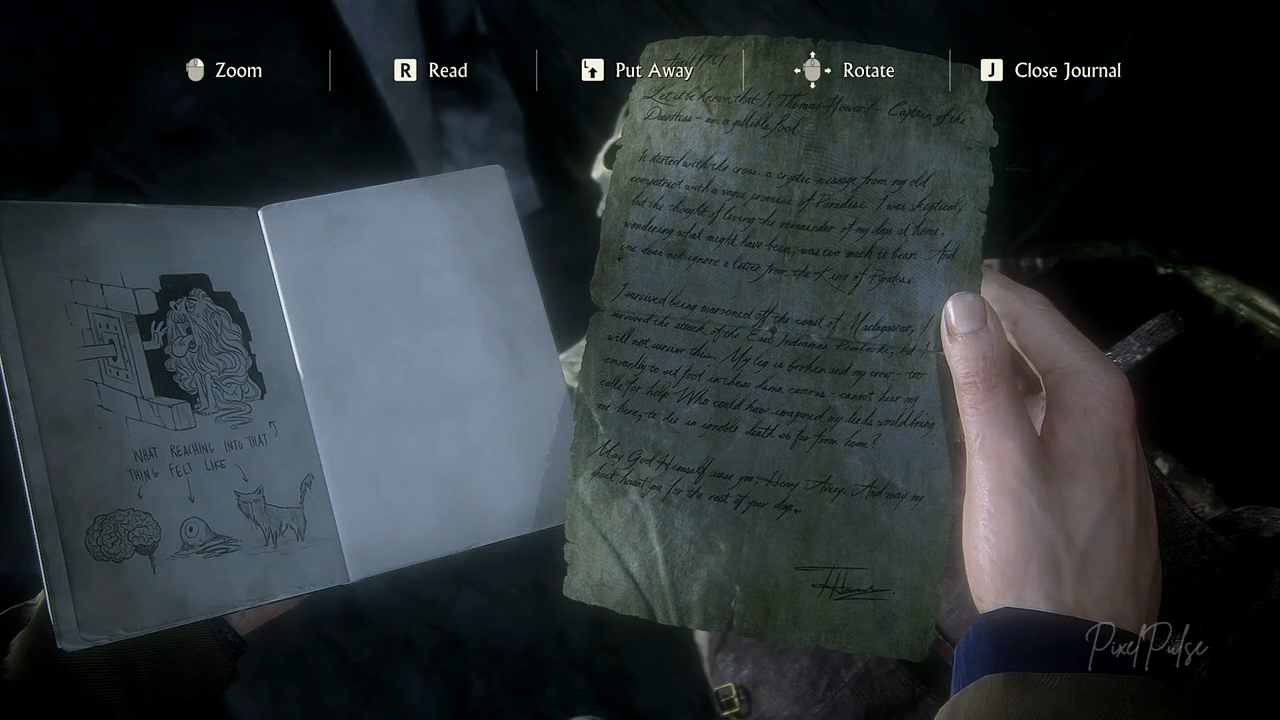 Zoom
R Read
L Put Away
Rotate
J Close Journal
Let it be known that I, Thomas Howard - Captain of the
Dauntless - am a gullible fool.
It started with the cross. a cryptic message from my old
compatriot with a vague promise of Paradise. I was skeptical,
but the thought of living the remainder of my days at home,
wondering what might have been, was too much to bear. And
one does not ignore a letter from the King of Pirates.
I survived being marooned off the coast of Madagascar, I
survived the attack of the East Indiaman Pembroke, but I
will not survive this. My leg is broken and my crew - too
cowardly to set foot in these damn caverns - cannot hear my
calls for help. Who could have imagined my deeds would bring
me here, to die an ignoble death so far from home?
May God Himself curse you, Henry Avery. And may my
ghost haunt you for the rest of your days.
WHAT REACHING INTO THAT
THING FELT LIKE
PixelPulse